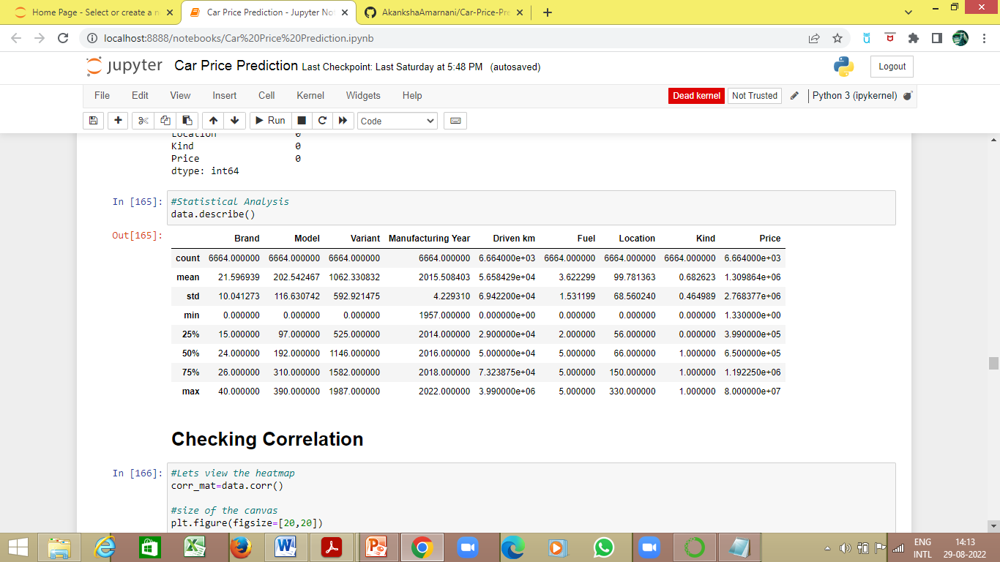 Home Page - Select or create a n
Car Price Prediction - Jupyter No
AkankshaAmarnani/Car-Price-Pre
localhost:8888/notebooks/Car%20Price%20Prediction.ipynb
jupyter Car Price Prediction Last Checkpoint: Last Saturday at 5:48 PM (autosaved)
Logout
File Edit View Insert Cell Kernel Widgets Help
Dead kernel Not Trusted Python 3 (ipykernel)
Run Code
Location 0
Kind 0
Price 0
dtype: int64
In [165]: #Statistical Analysis
data.describe()
Out[165]:
Brand Model Variant Manufacturing Year Driven km Fuel Location Kind Price
count 6664.000000 6664.000000 6664.000000 6664.000000 6.664000e+03 6664.000000 6664.000000 6664.000000 6.664000e+03
mean 21.596939 202.542467 1062.330832 2015.508403 5.658429e+04 3.622299 99.781363 0.682623 1.309864e+06
std 10.041273 116.630742 592.921475 4.229310 6.942200e+04 1.531199 68.560240 0.464989 2.768377e+06
min 0.000000 0.000000 0.000000 1957.000000 0.000000e+00 0.000000 0.000000 0.000000 1.330000e+00
25% 15.000000 97.000000 525.000000 2014.000000 2.900000e+04 2.000000 56.000000 0.000000 3.990000e+05
50% 24.000000 192.000000 1146.000000 2016.000000 5.000000e+04 5.000000 66.000000 1.000000 6.500000e+05
75% 26.000000 310.000000 1582.000000 2018.000000 7.323875e+04 5.000000 150.000000 1.000000 1.192250e+06
max 40.000000 390.000000 1987.000000 2022.000000 3.990000e+06 5.000000 330.000000 1.000000 8.000000e+07
Checking Correlation
In [166]: #Lets view the heatmap
corr_mat=data.corr()
#size of the canvas
plt.figure(figsize=[20,20])
ENG 14:13
INTL 29-08-2022